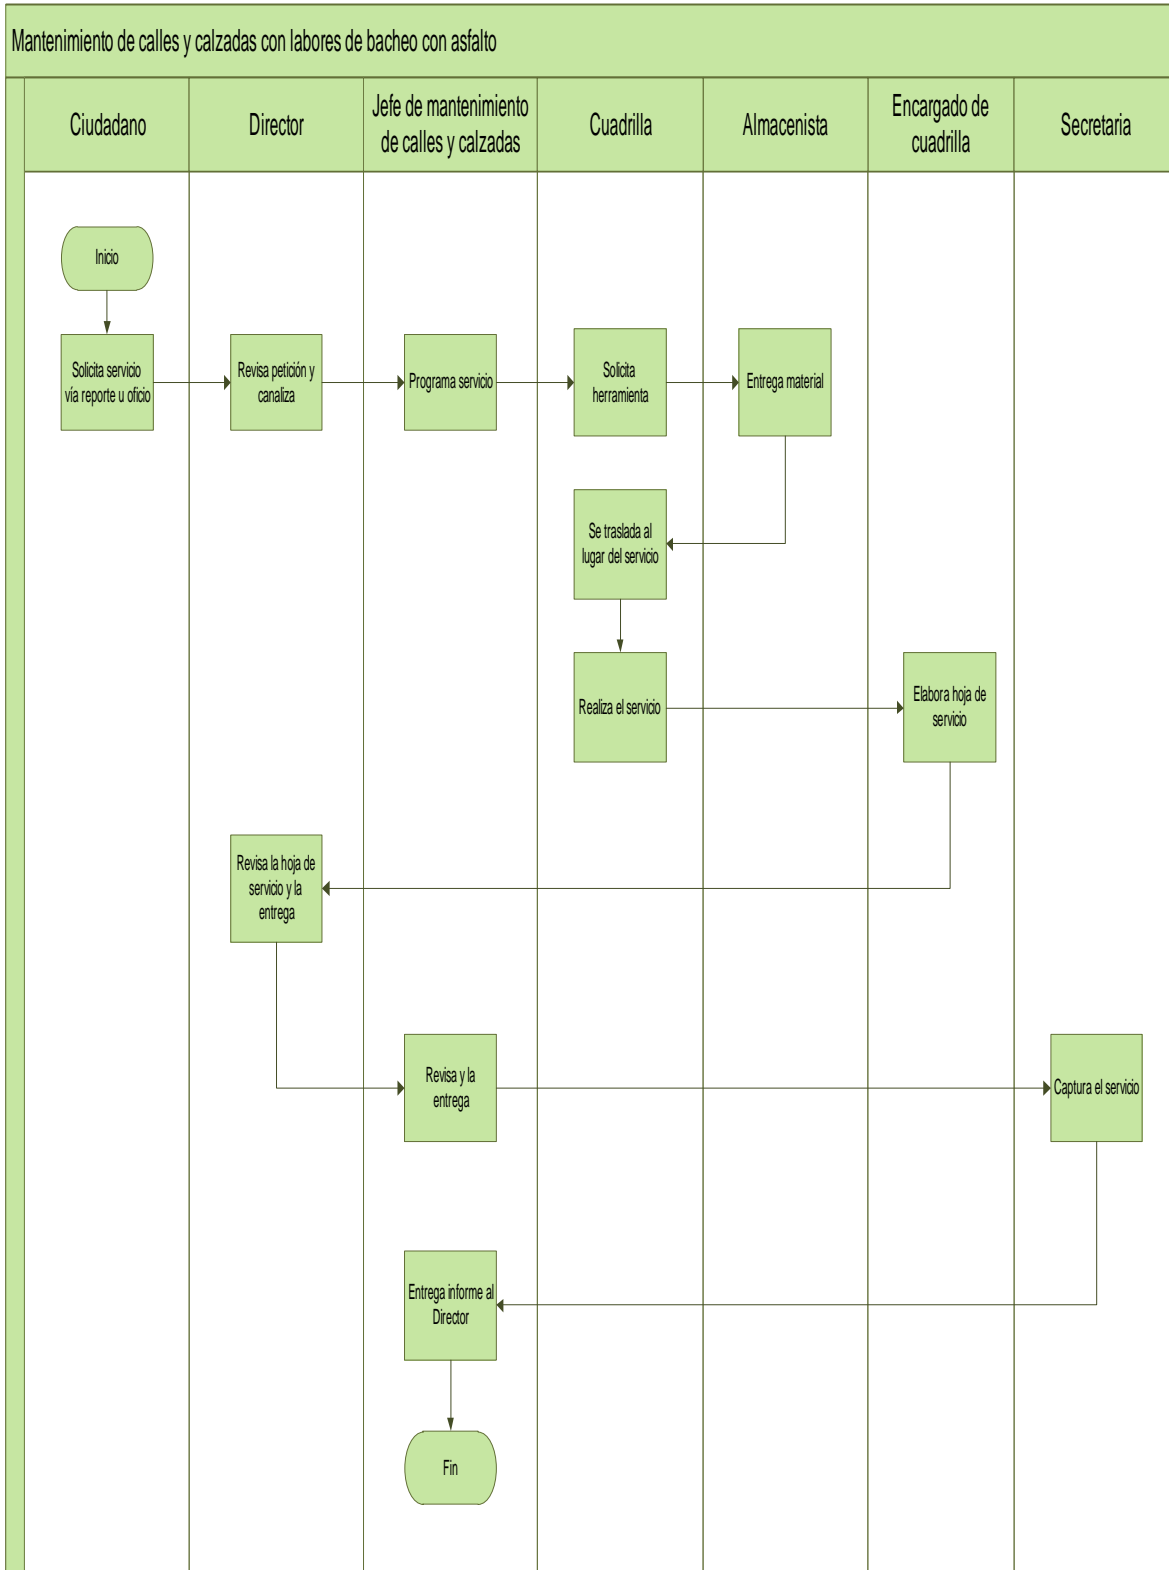 Mantenimiento de calles y calzadas con labores de bacheo con asfalto
Ciudadano
Director
Jefe de mantenimiento
de calles y calzadas
Cuadrilla
Almacenista
Encargado de
cuadrilla
Secretaria
Inicio
Solicita servicio
vía reporte u oficio
Revisa petición y
canaliza
Programa servicio
Solicita
herramienta
Entrega material
Se traslada al
lugar del servicio
Realiza el servicio
Elabora hoja de
servicio
Revisa la hoja de
servicio y la
entrega
Revisa y la
entrega
Captura el servicio
Entrega informe al
Director
Fin